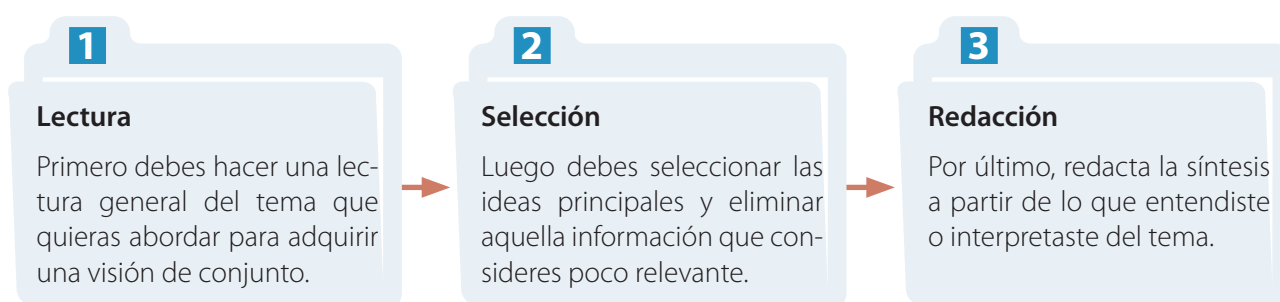 1
Lectura
Primero debes hacer una lec-
tura general del tema que
quieras abordar para adquirir
una visión de conjunto.
2
Selección
Luego debes seleccionar las
ideas principales y eliminar
aquella información que con-
sideres poco relevante.
3
Redacción
Por último, redacta la síntesis
a partir de lo que entendiste
o interpretaste del tema.